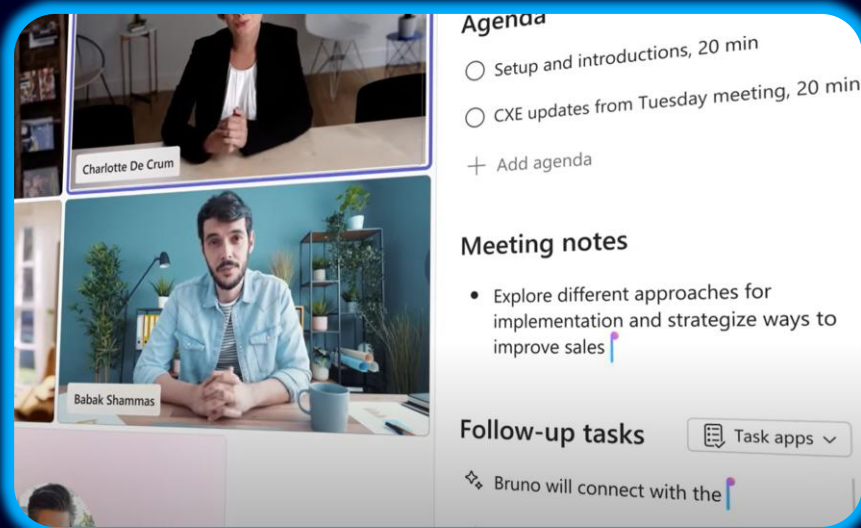 Charlotte De Crum
Babak Shammas
Agenda
Setup and introductions, 20 min
CXE updates from Tuesday meeting, 20 min
Add agenda
Meeting notes
Explore different approaches for
implementation and strategize ways to
improve sales
Follow-up tasks
Task apps
Bruno will connect with the